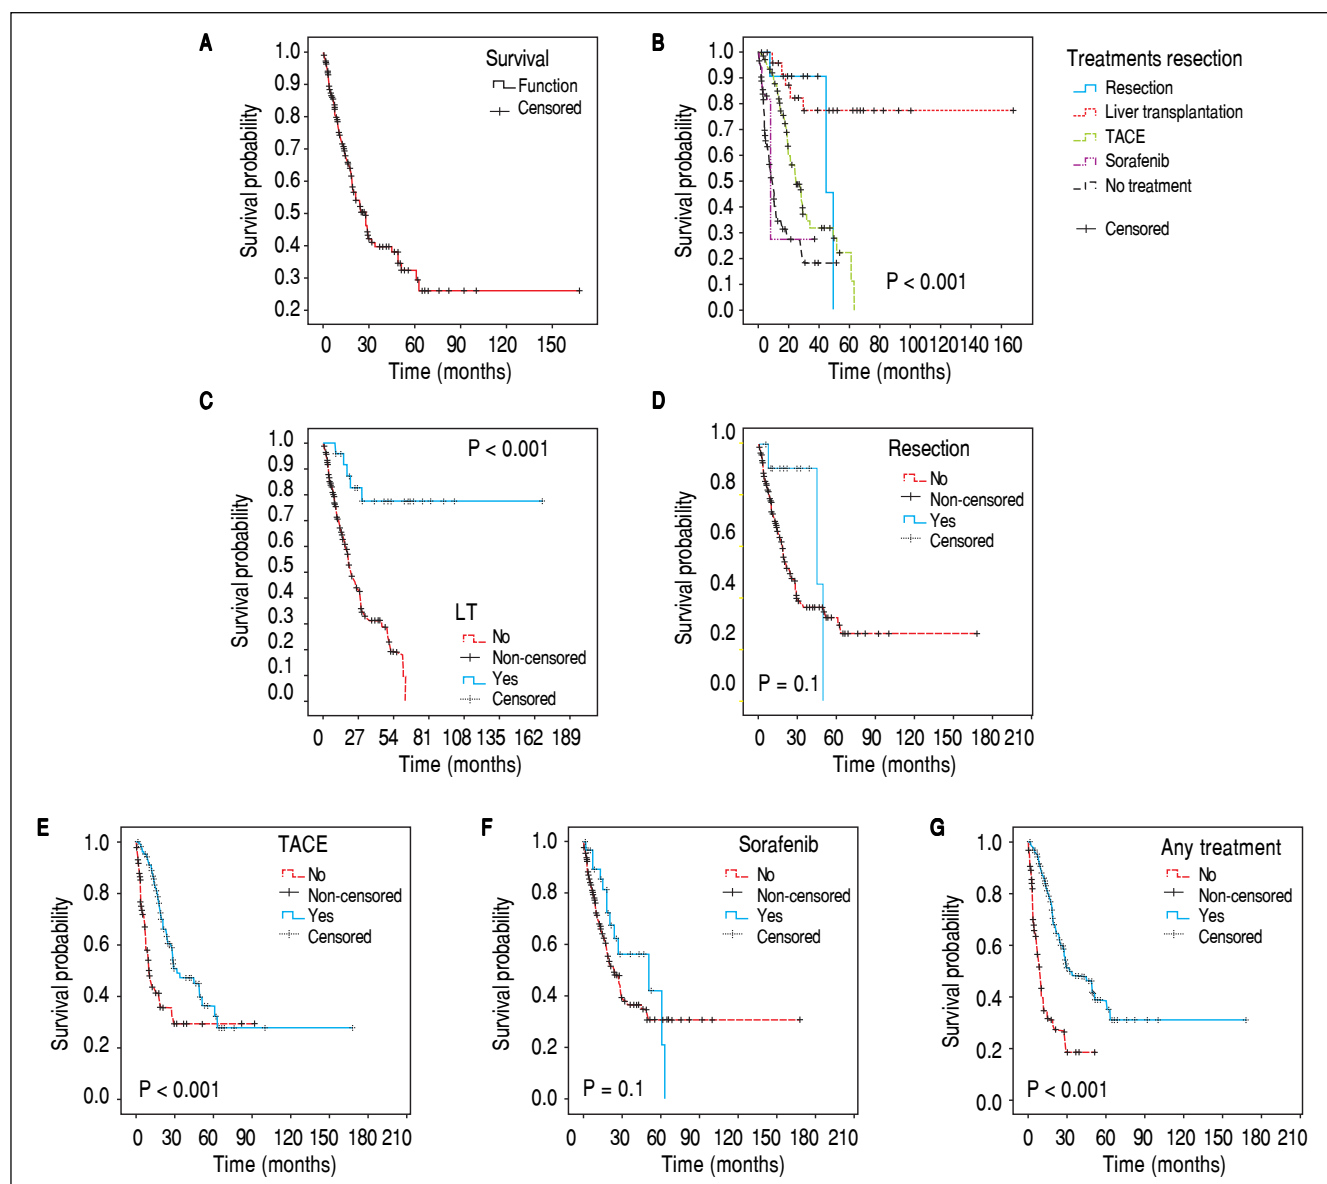 A
Survival
Function
Censored
1.0
0.9
0.8
0.7
0.6
0.5
0.4
0.3
0.2
Survival probability
0 30 60 90 120 150
Time (months)
B
Treatments resection
Resection
Liver transplantation
TACE
Sorafenib
No treatment
Censored
1.0
0.9
0.8
0.7
0.6
0.5
0.4
0.3
0.2
0.1
0.0
Survival probability
P < 0.001
0 20 40 60 80 100 120 140 160
Time (months)
C
P < 0.001
1.0
0.9
0.8
0.7
0.6
0.5
0.4
0.3
0.2
0.1
0.0
Survival probability
LT
No
Non-censored
Yes
Censored
0 27 54 81 108 135 162 189
Time (months)
D
Resection
No
Non-censored
Yes
Censored
1.0
0.8
0.6
0.4
0.2
0.0
Survival probability
P = 0.1
0 30 60 90 120 150 180 210
Time (months)
E
TACE
No
Non-censored
Yes
Censored
1.0
0.8
0.6
0.4
0.2
0.0
Survival probability
P < 0.001
0 30 60 90 120 150 180 210
Time (months)
F
Sorafenib
No
Non-censored
Yes
Censored
1.0
0.8
0.6
0.4
0.2
0.0
Survival probability
P = 0.1
0 30 60 90 120 150 180 210
Time (months)
G
Any treatment
No
Non-censored
Yes
Censored
1.0
0.8
0.6
0.4
0.2
0.0
Survival probability
P < 0.001
0 30 60 90 120 150 180 210
Time (months)